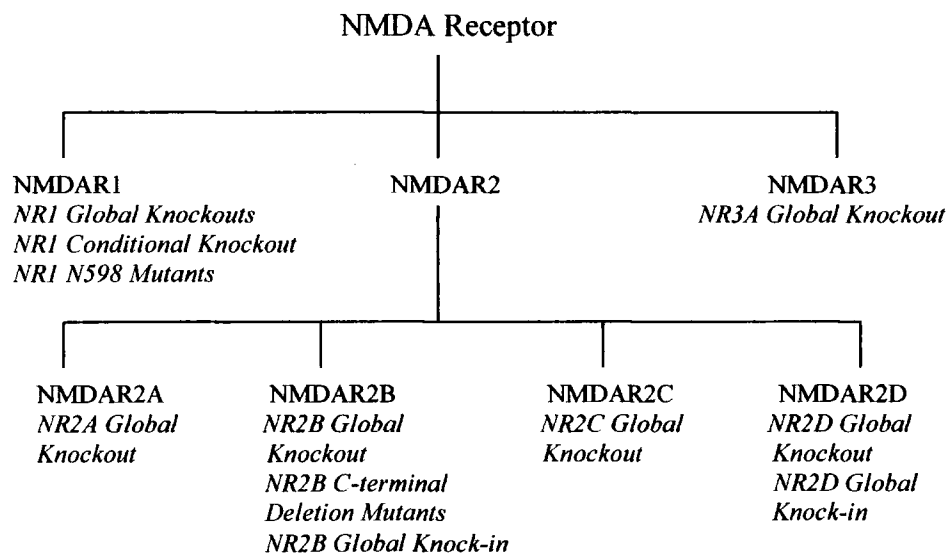 NMDA Receptor
NMDAR1
NR1 Global Knockouts
NR1 Conditional Knockout
NR1 N598 Mutants
NMDAR2
NMDAR3
NR3A Global Knockout
NMDAR2A
NR2A Global
Knockout
NMDAR2B
NR2B Global
Knockout
NR2B C-terminal
Deletion Mutants
NR2B Global Knock-in
NMDAR2C
NR2C Global
Knockout
NMDAR2D
NR2D Global
Knockout
NR2D Global
Knock-in